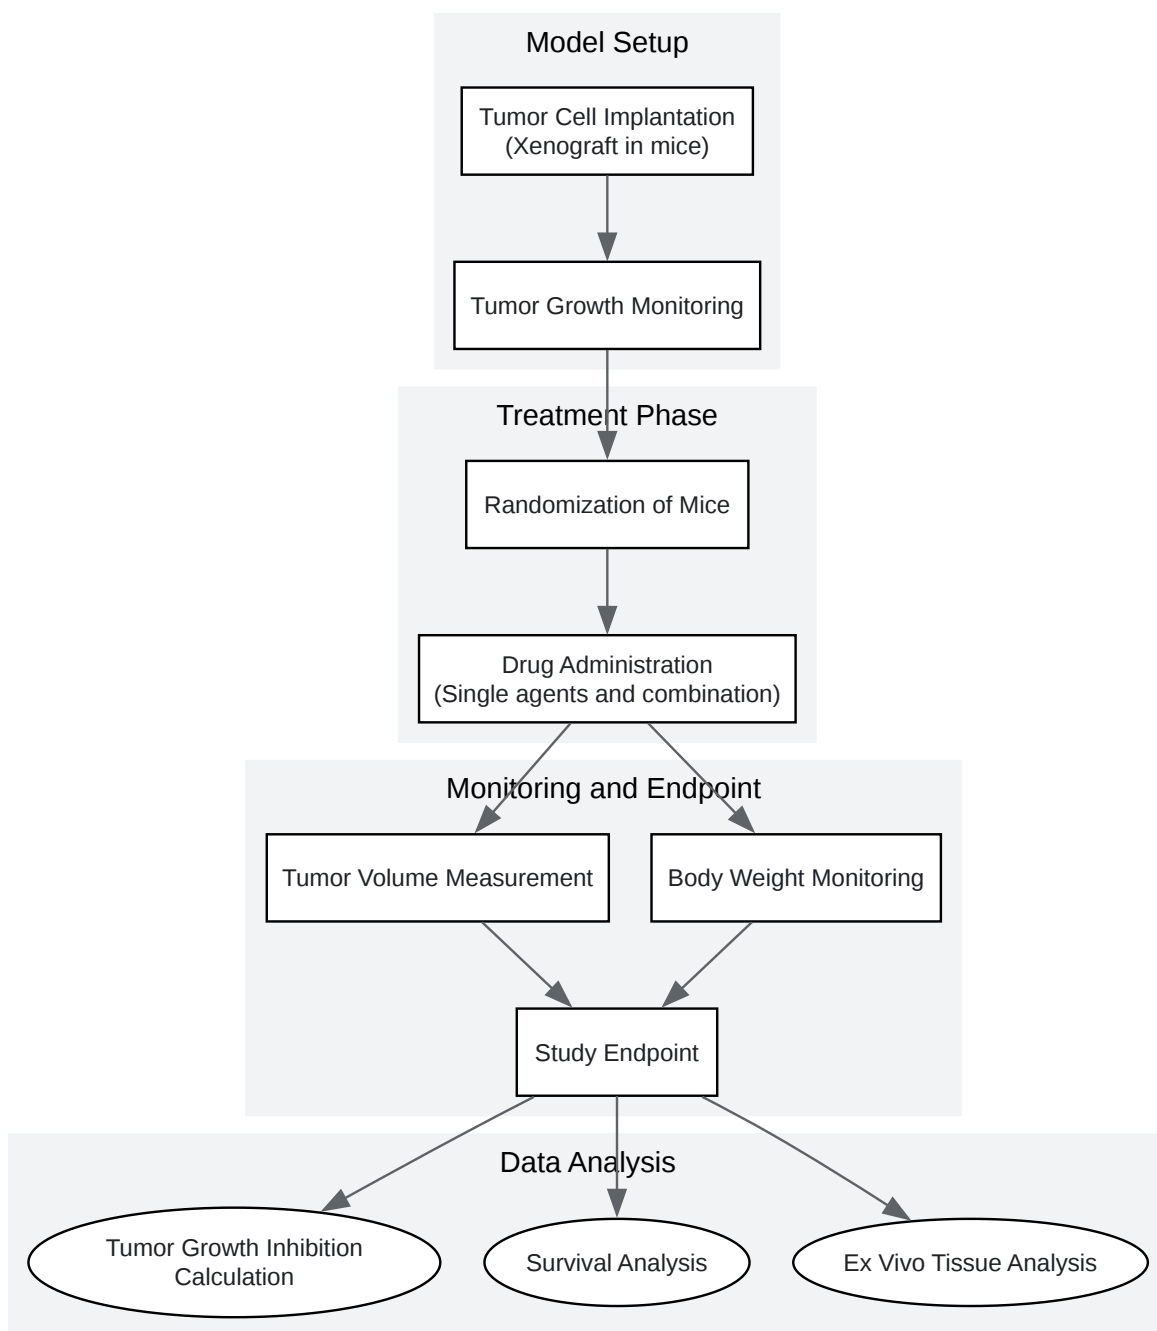 Model Setup
Tumor Cell Implantation
(Xenograft in mice)
Tumor Growth Monitoring
Treatment Phase
Randomization of Mice
Drug Administration
(Single agents and combination)
Monitoring and Endpoint
Tumor Volume Measurement
Body Weight Monitoring
Study Endpoint
Data Analysis
Tumor Growth Inhibition
Calculation
Survival Analysis
Ex Vivo Tissue Analysis